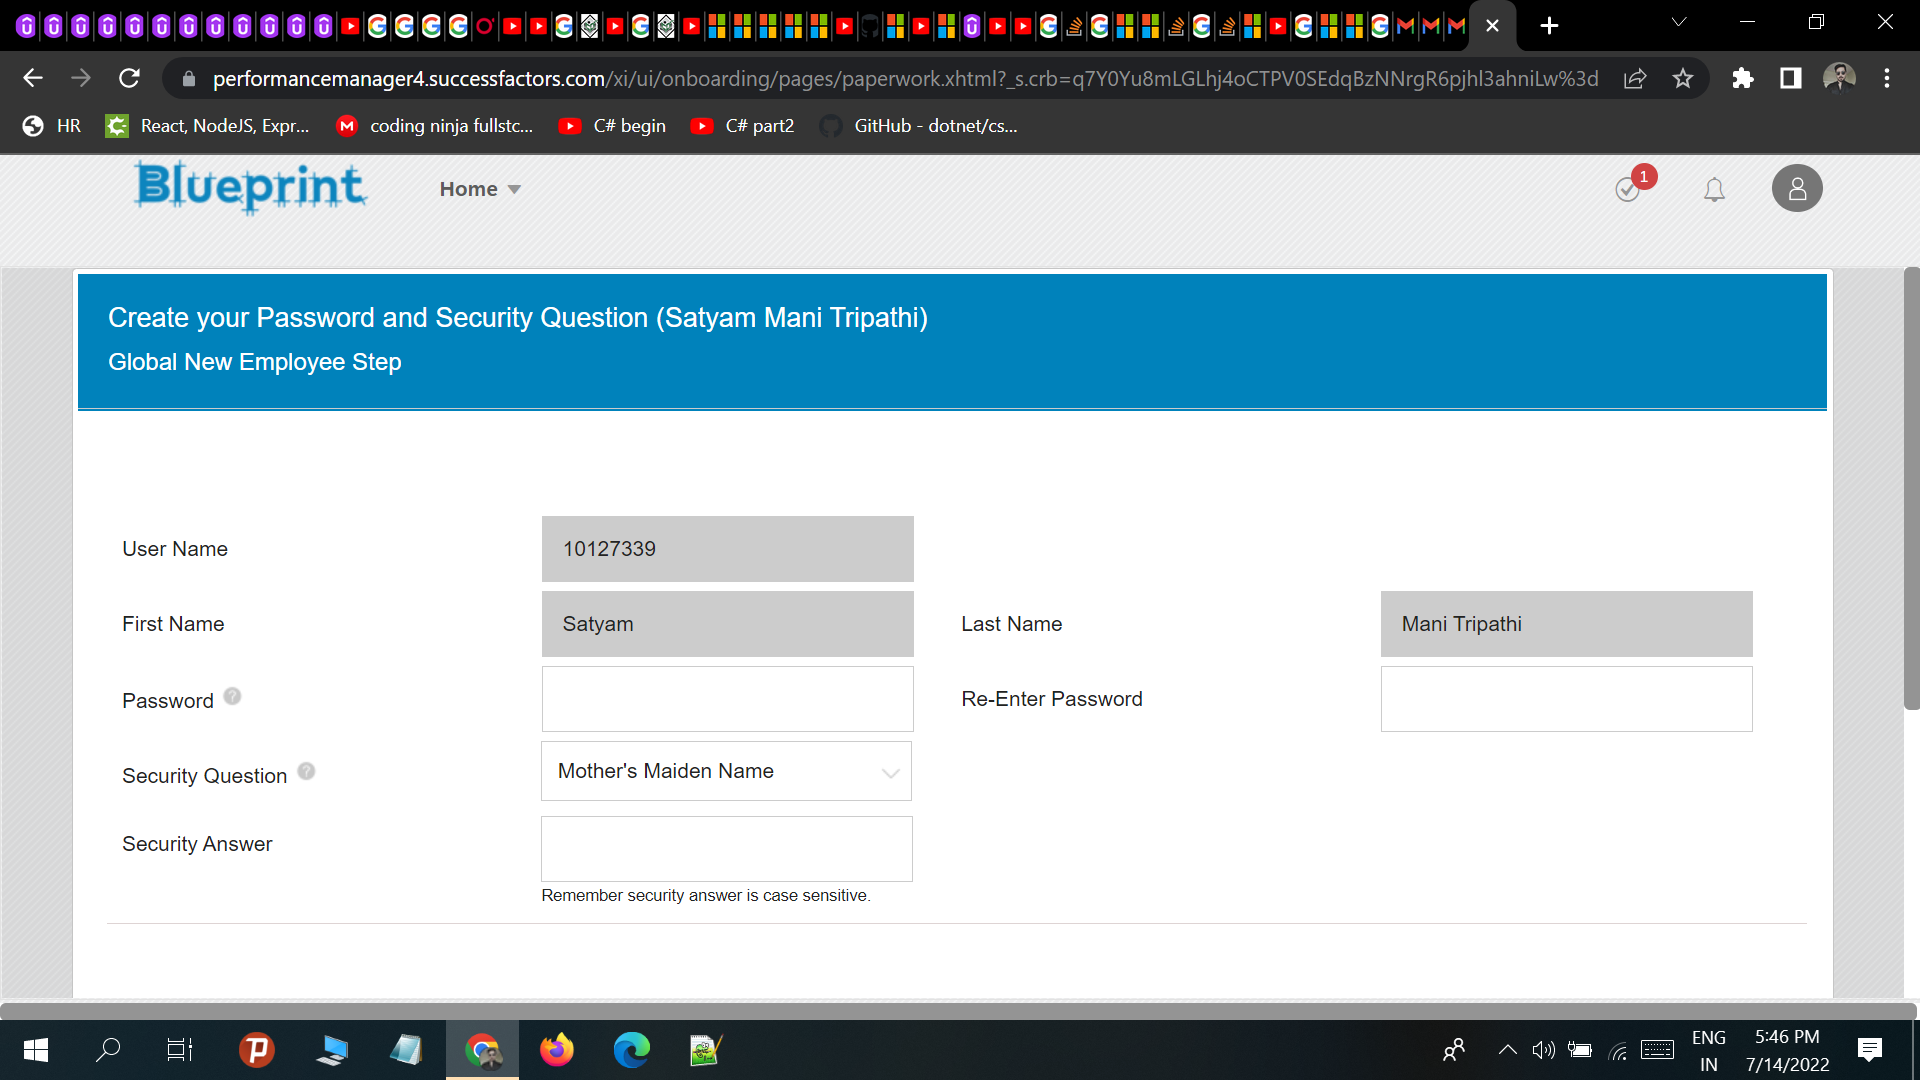 performancemanager4.successfactors.com/xi/ui/onboarding/pages/paperwork.xhtml?_s.crb=q7Y0Yu8mLGLhj4oCTPV0SEdqBzNNrgR6pjhl3ahniLw%3d
HR React, NodeJS, Expr... coding ninja fullstc... C# begin C# part2 GitHub - dotnet/cs...
Blueprint Home 1
Create your Password and Security Question (Satyam Mani Tripathi)
Global New Employee Step
User Name 10127339
First Name Satyam Last Name Mani Tripathi
Password ? Re-Enter Password
Security Question ? Mother's Maiden Name
Security Answer
Remember security answer is case sensitive.
ENG 5:46 PM
IN 7/14/2022